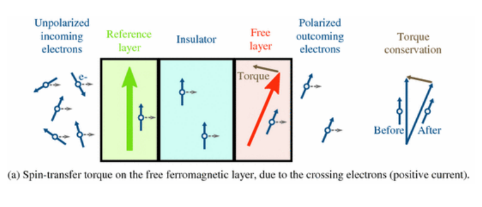 Unpolarized
incoming
electrons
Reference
layer
Insulator
Free
layer
Polarized
outcoming
electrons
Torque
conservation
e-
Torque
Before
After
(a) Spin-transfer torque on the free ferromagnetic layer, due to the crossing electrons (positive current).